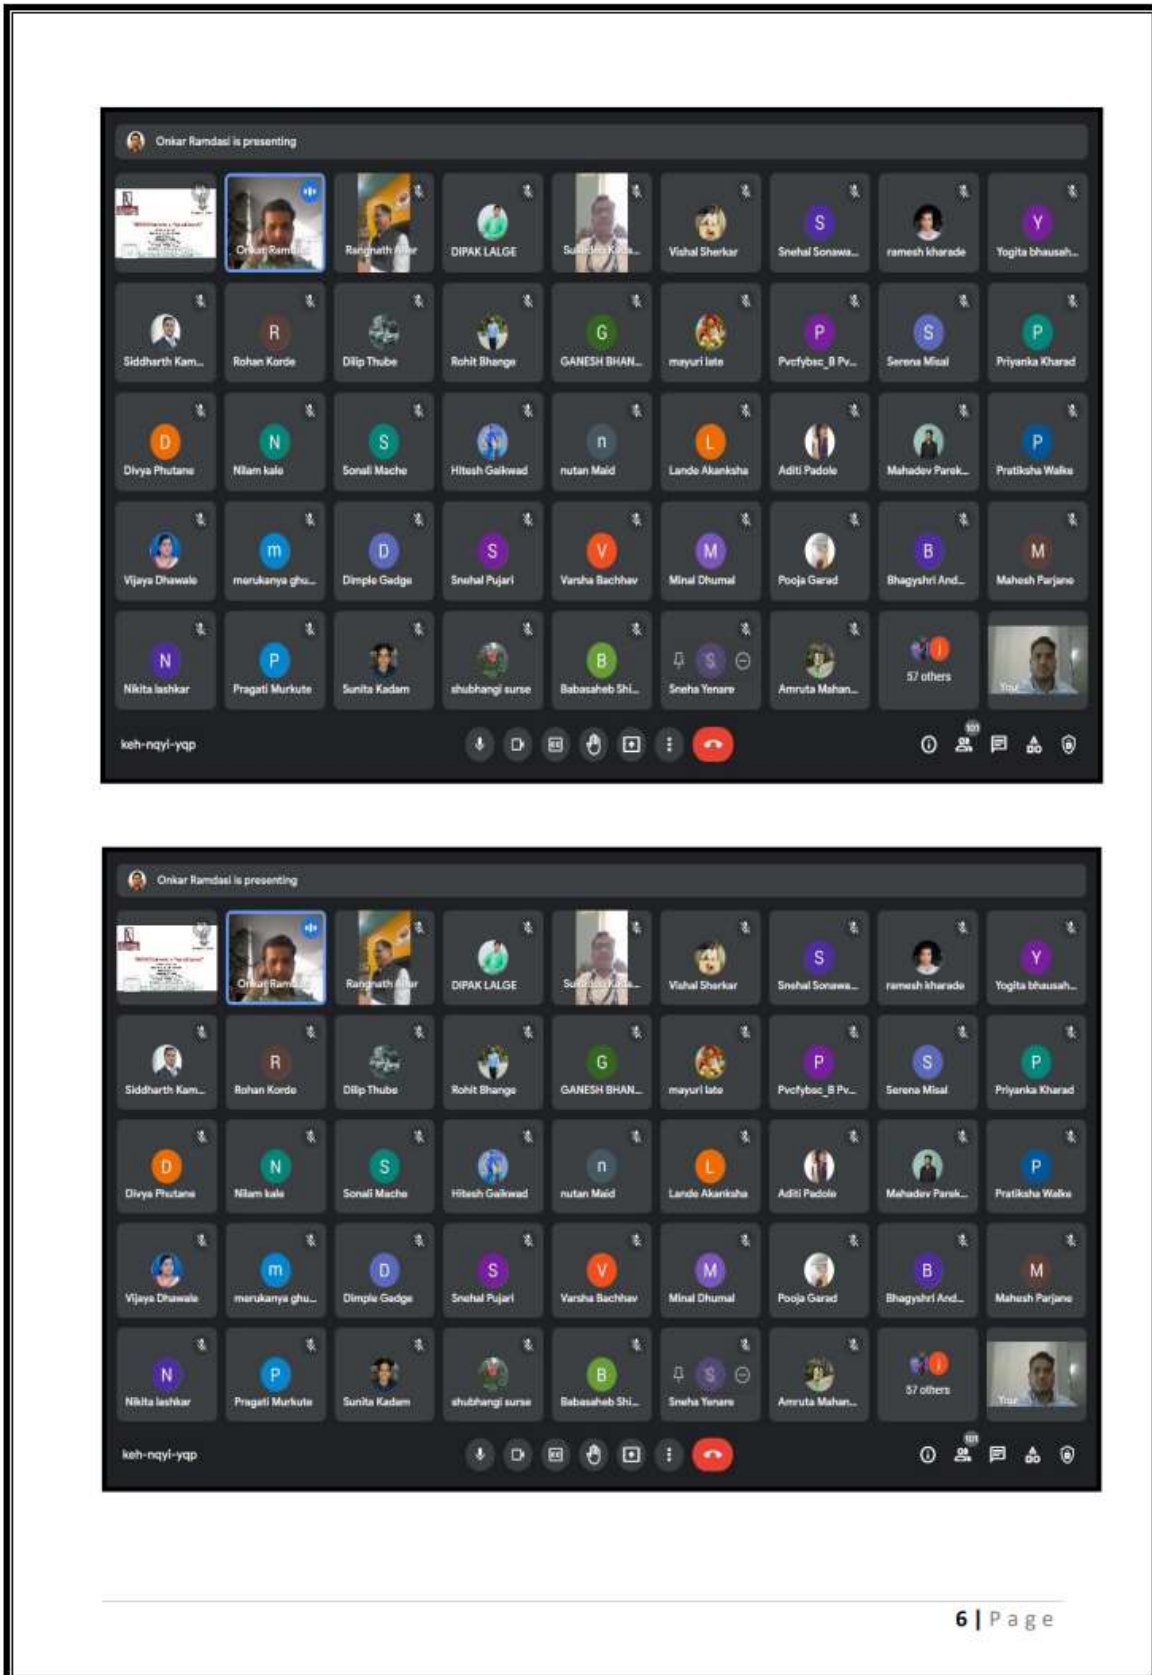 Onkar Ramdasi is presenting
Onkar Ramdasi Rangnath Aher DIPAK LALGE Vishal Sherkar Snehal Sonawa... ramesh kharade Yogita bhausah...
S Y
Siddharth Kam... Rohan Korde Dilip Thube Rohit Bhange GANESH BHAN... mayuri late Pvcfybsc_B Pv... Serena Misal Priyanka Kharad
R G P S P
Divya Phutane Nilam kale Sonali Mache Hitesh Gaikwad nutan Maid Lande Akanksha Aditi Padole Mahadev Parek... Pratiksha Walke
D N S n L P
Vijaya Dhawale merukanya ghu... Dimple Gadge Snehal Pujari Varsha Bachhav Minal Dhumal Pooja Garad Bhagyshri And... Mahesh Parjane
m D S V M B M
Nikita lashkar Pragati Murkute Sunita Kadam shubhangi surse Babasaheb Shi... Sneha Yenare Amruta Mahan... 57 others You
N P B S j
keh-nqyi-yqp
101
Onkar Ramdasi is presenting
Onkar Ramdasi Rangnath Aher DIPAK LALGE Vishal Sherkar Snehal Sonawa... ramesh kharade Yogita bhausah...
S Y
Siddharth Kam... Rohan Korde Dilip Thube Rohit Bhange GANESH BHAN... mayuri late Pvcfybsc_B Pv... Serena Misal Priyanka Kharad
R G P S P
Divya Phutane Nilam kale Sonali Mache Hitesh Gaikwad nutan Maid Lande Akanksha Aditi Padole Mahadev Parek... Pratiksha Walke
D N S n L P
Vijaya Dhawale merukanya ghu... Dimple Gadge Snehal Pujari Varsha Bachhav Minal Dhumal Pooja Garad Bhagyshri And... Mahesh Parjane
m D S V M B M
Nikita lashkar Pragati Murkute Sunita Kadam shubhangi surse Babasaheb Shi... Sneha Yenare Amruta Mahan... 57 others You
N P B S j
keh-nqyi-yqp
101
6 | Page